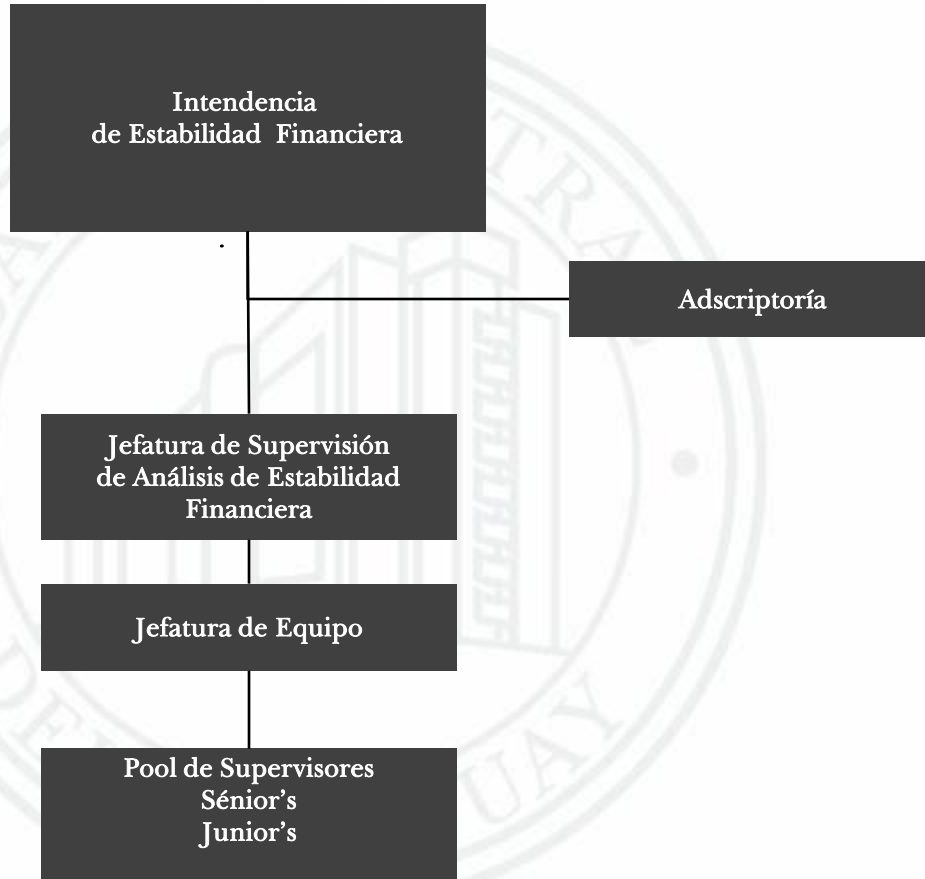 Intendencia
de Estabilidad Financiera
Adscriptoría
Jefatura de Supervisión
de Análisis de Estabilidad
Financiera
Jefatura de Equipo
Pool de Supervisores
Sénior's
Junior's